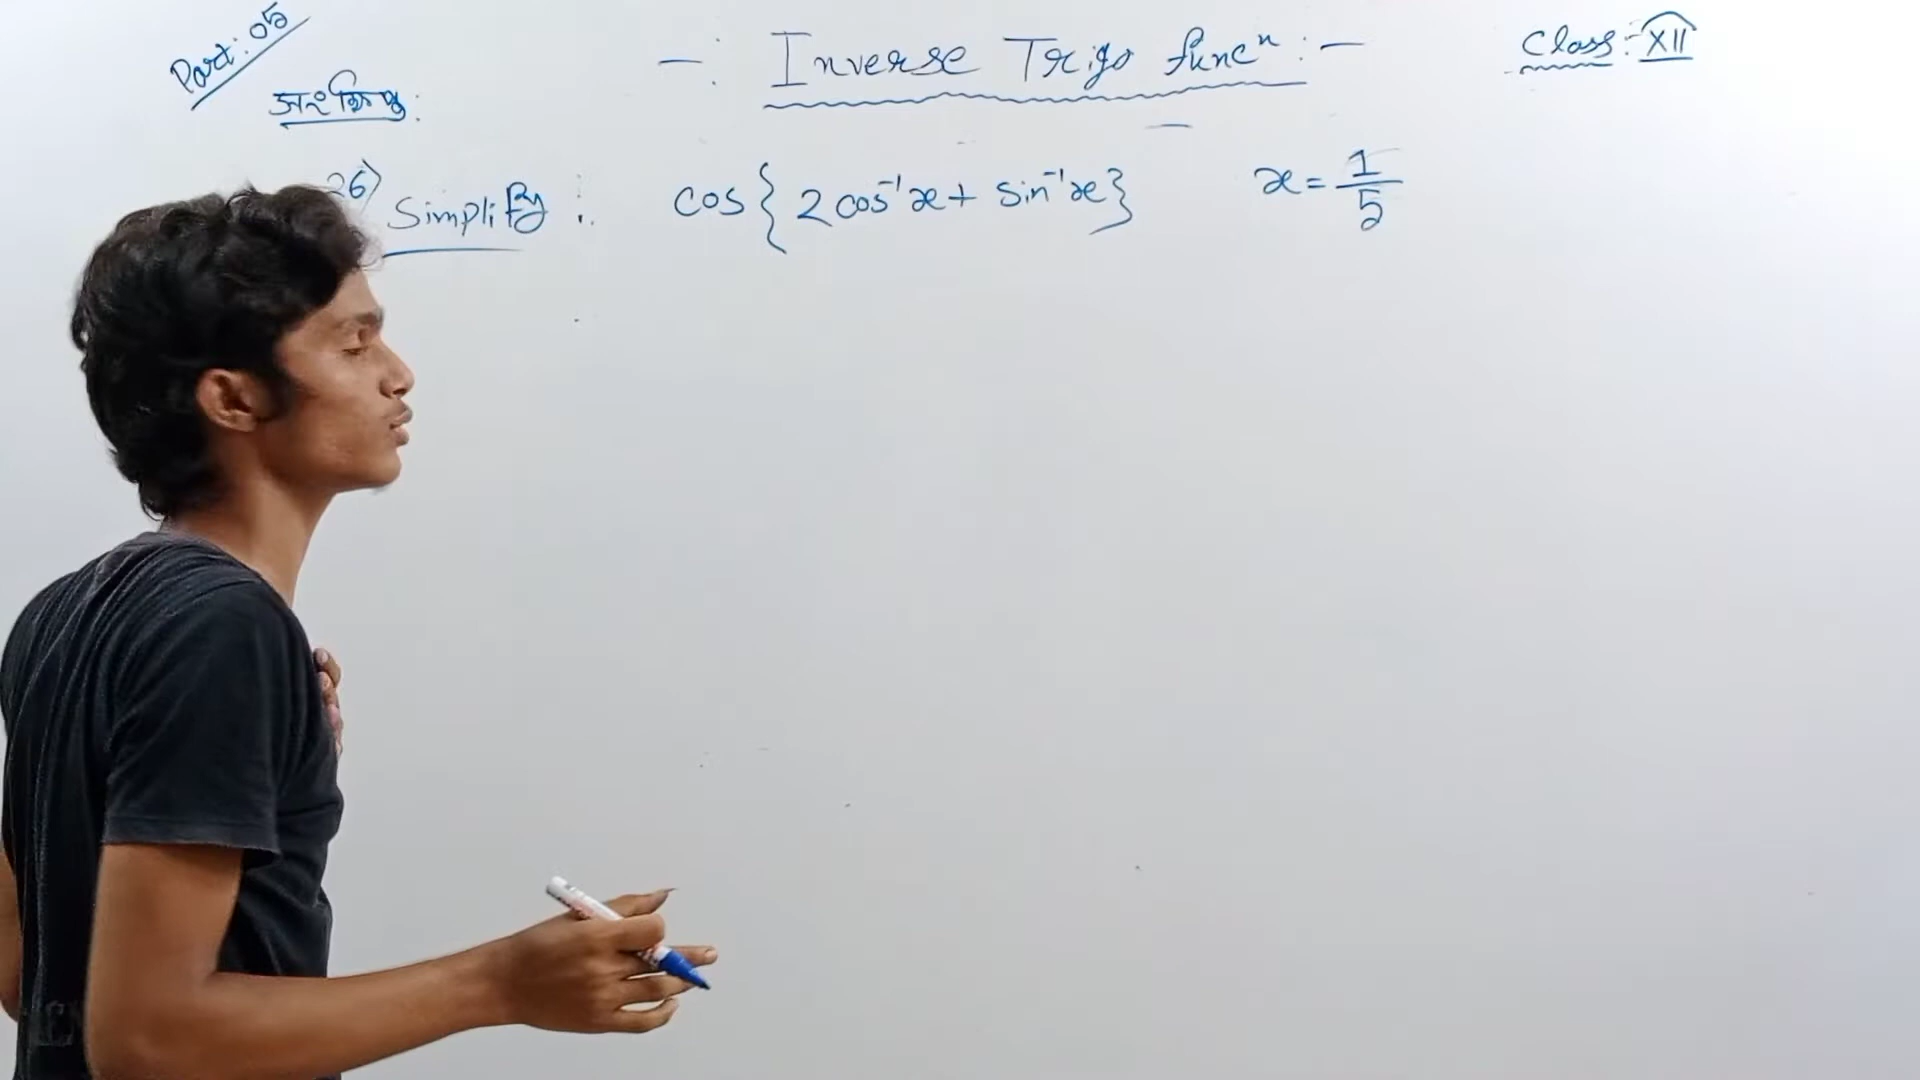 Part: 05
-: Inverse Trigo funcⁿ :-
Class:- XII
26) Simplify :. cos{2cos⁻¹x + sin⁻¹x} x = 1/5